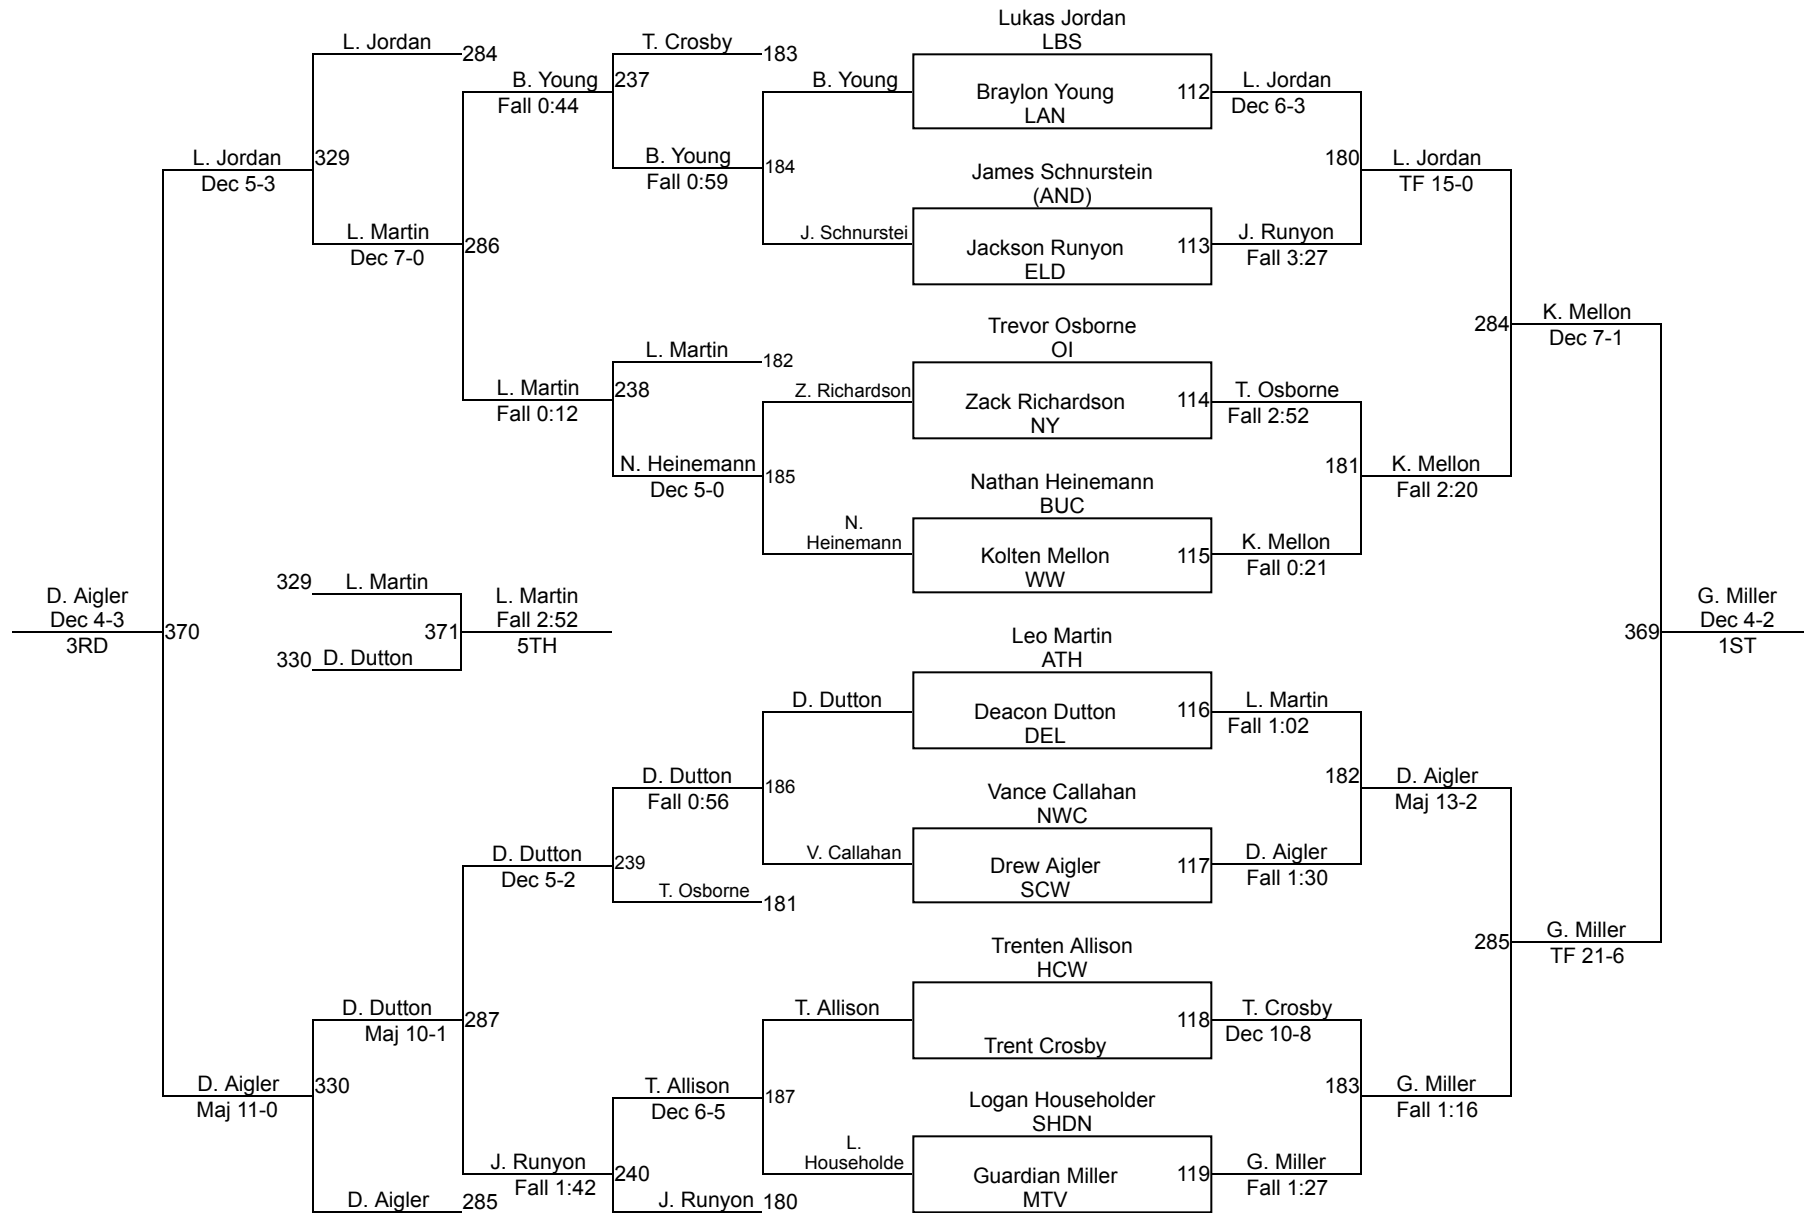 Lukas Jordan
LBS
L. Jordan
284
T. Crosby
183
B. Young
Fall 0:44
237
B. Young
Braylon Young
LAN
112
L. Jordan
Dec 6-3
L. Jordan
Dec 5-3
329
B. Young
Fall 0:59
184
James Schnurstein
(AND)
180
L. Jordan
TF 15-0
L. Martin
Dec 7-0
286
J. Schnurstei
Jackson Runyon
ELD
113
J. Runyon
Fall 3:27
Trevor Osborne
OI
284
K. Mellon
Dec 7-1
L. Martin
182
L. Martin
Fall 0:12
238
Z. Richardson
Zack Richardson
NY
114
T. Osborne
Fall 2:52
N. Heinemann
Dec 5-0
185
Nathan Heinemann
BUC
181
K. Mellon
Fall 2:20
N.
Heinemann
Kolten Mellon
WW
115
K. Mellon
Fall 0:21
D. Aigler
Dec 4-3
3RD
370
329
L. Martin
330
D. Dutton
371
L. Martin
Fall 2:52
5TH
Leo Martin
ATH
369
G. Miller
Dec 4-2
1ST
D. Dutton
Deacon Dutton
DEL
116
L. Martin
Fall 1:02
D. Dutton
Fall 0:56
186
Vance Callahan
NWC
182
D. Aigler
Maj 13-2
D. Dutton
Dec 5-2
239
V. Callahan
Drew Aigler
SCW
117
D. Aigler
Fall 1:30
T. Osborne
181
Trenten Allison
HCW
285
G. Miller
TF 21-6
D. Dutton
Maj 10-1
287
T. Allison
Trent Crosby
118
T. Crosby
Dec 10-8
D. Aigler
Maj 11-0
330
T. Allison
Dec 6-5
187
Logan Householder
SHDN
183
G. Miller
Fall 1:16
J. Runyon
Fall 1:42
240
L.
Householde
Guardian Miller
MTV
119
G. Miller
Fall 1:27
D. Aigler
285
J. Runyon
180